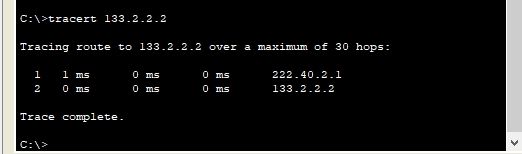 C:\>tracert 133.2.2.2
Tracing route to 133.2.2.2 over a maximum of 30 hops:
1 1 ms 0 ms 0 ms 222.40.2.1
2 0 ms 0 ms 0 ms 133.2.2.2
Trace complete.
C:\>